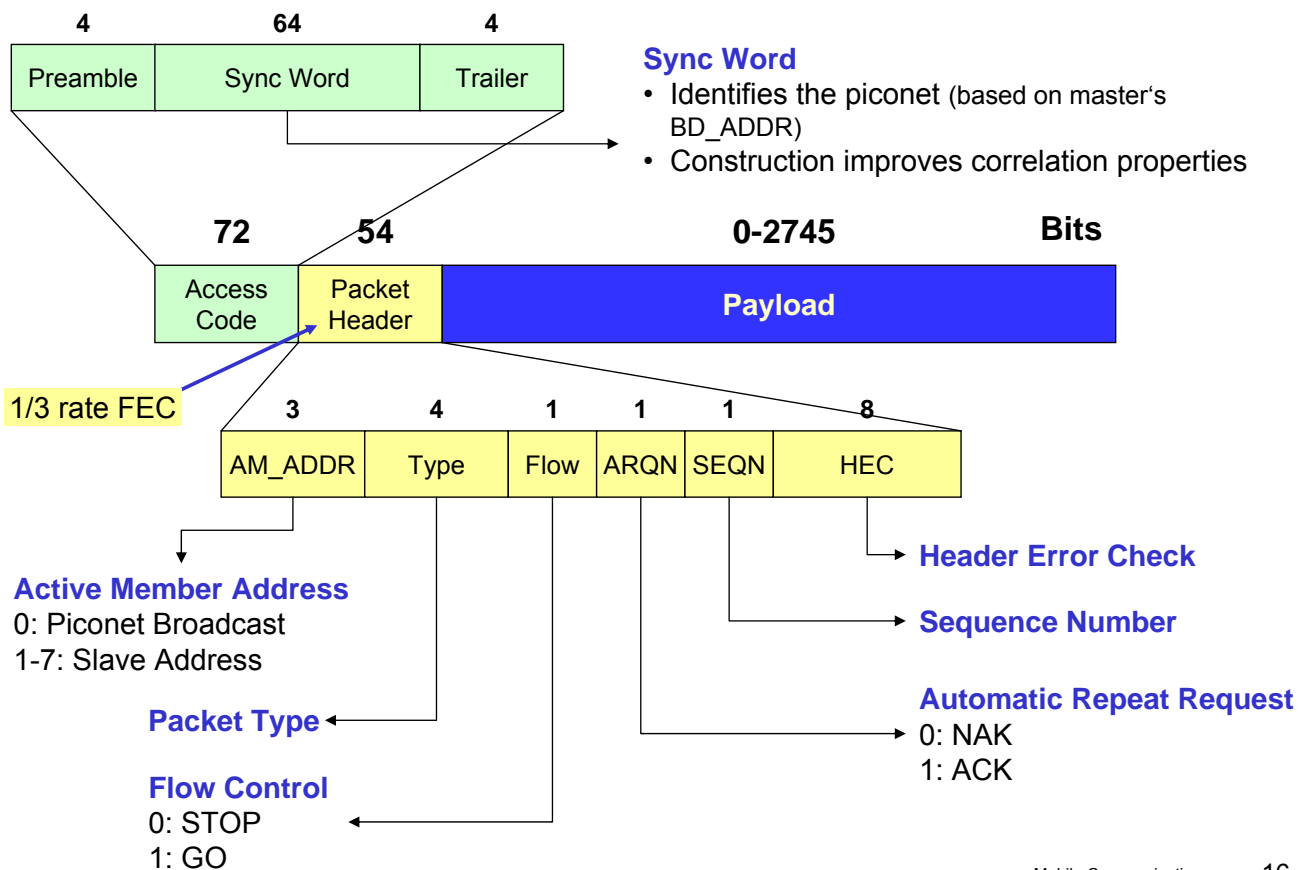 4 64 4
Preamble Sync Word Trailer
Sync Word
• Identifies the piconet (based on master‘s
BD_ADDR)
• Construction improves correlation properties
72 54 0-2745 Bits
Access
Code
Packet
Header
Payload
1/3 rate FEC
3 4 1 1 1 8
AM_ADDR Type Flow ARQN SEQN HEC
Active Member Address
0: Piconet Broadcast
1-7: Slave Address
Packet Type
Flow Control
0: STOP
1: GO
Header Error Check
Sequence Number
Automatic Repeat Request
0: NAK
1: ACK